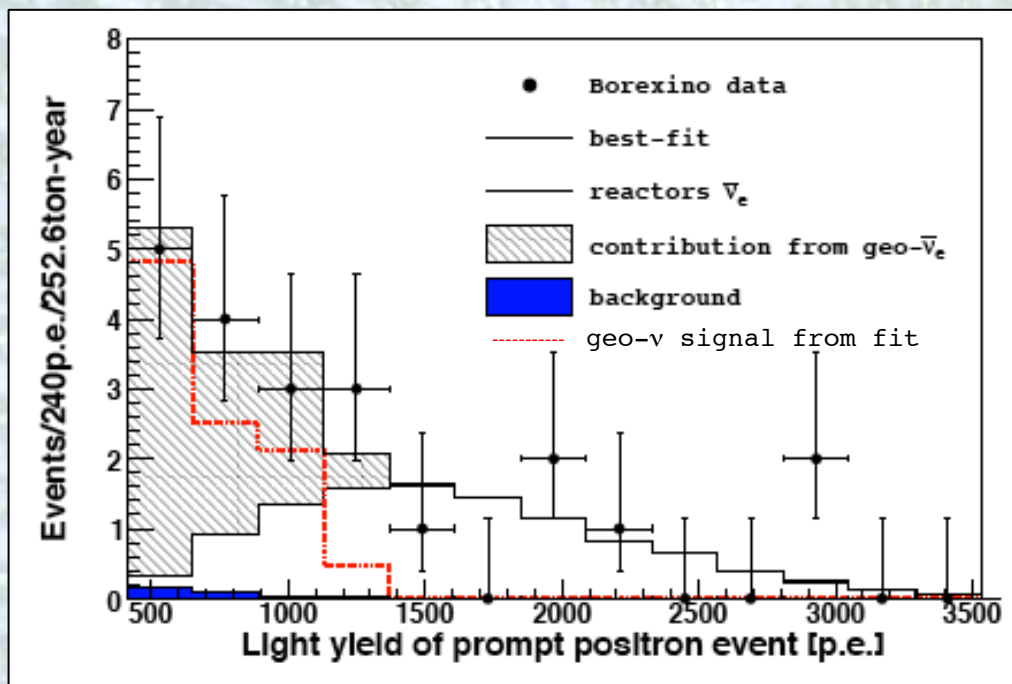 Events/240p.e./252.6ton-year
8
7
6
5
4
3
2
1
0
Borexino data
best-fit
reactors ν̅e
contribution from geo-ν̅e
background
geo-ν signal from fit
500 1000 1500 2000 2500 3000 3500
Light yield of prompt positron event [p.e.]